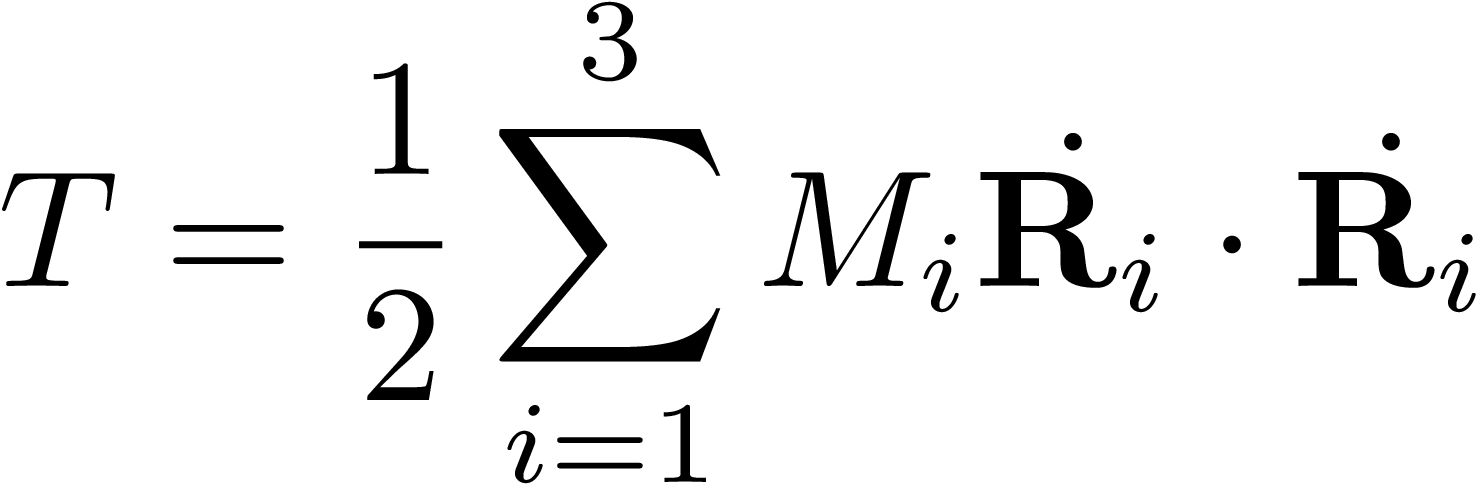 T = \frac{1}{2} \sum_{i=1}^{3} M_i \dot{\mathbf{R}}_i \cdot \dot{\mathbf{R}}_i